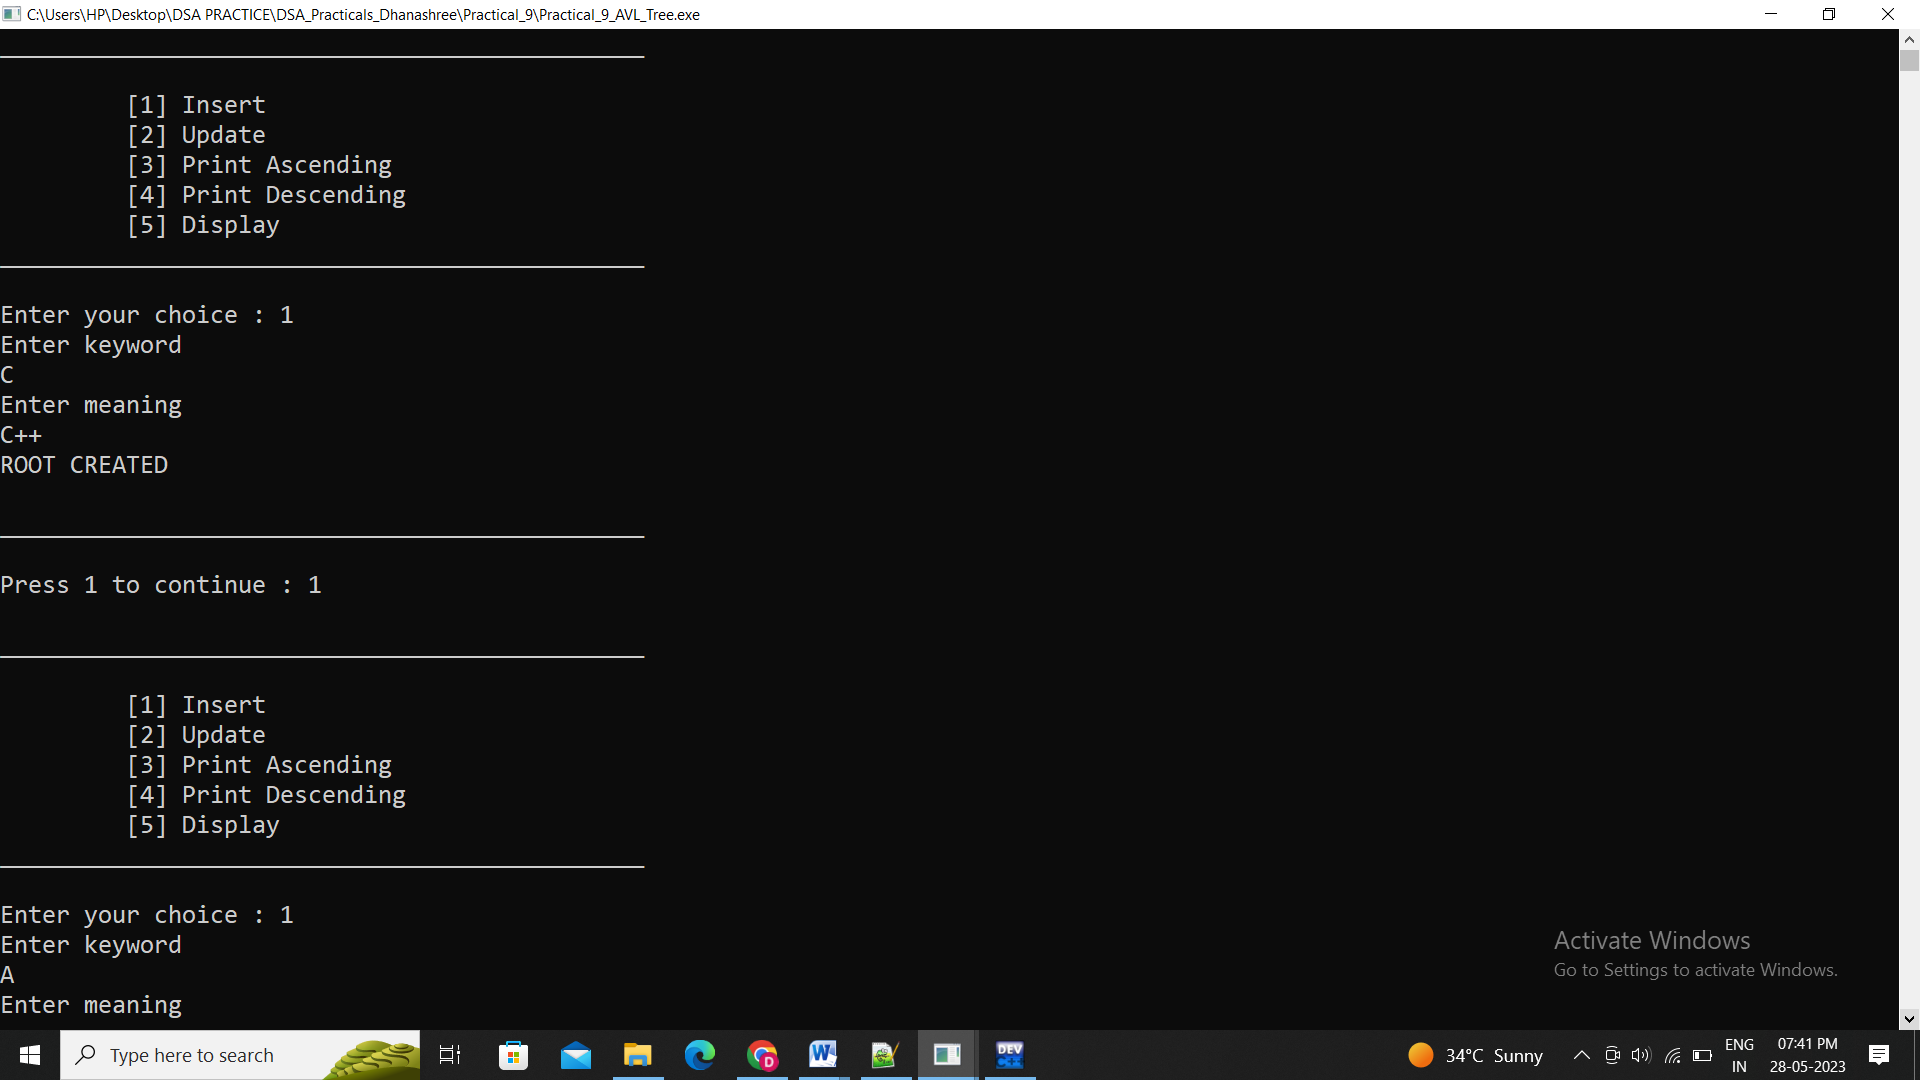 C:\Users\HP\Desktop\DSA PRACTICE\DSA_Practicals_Dhanashree\Practical_9\Practical_9_AVL_Tree.exe
[1] Insert
[2] Update
[3] Print Ascending
[4] Print Descending
[5] Display
Enter your choice : 1
Enter keyword
C
Enter meaning
C++
ROOT CREATED
Press 1 to continue : 1
[1] Insert
[2] Update
[3] Print Ascending
[4] Print Descending
[5] Display
Enter your choice : 1
Enter keyword
A
Enter meaning
Activate Windows
Go to Settings to activate Windows.
Type here to search
D
W
DEV
C++
34°C Sunny
ENG
IN
07:41 PM
28-05-2023